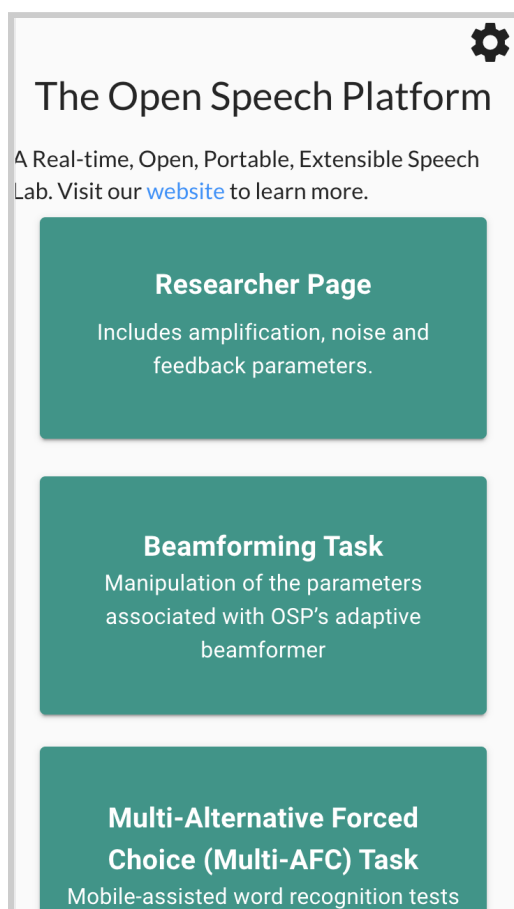 The Open Speech Platform
A Real-time, Open, Portable, Extensible Speech
Lab. Visit our website to learn more.
Researcher Page
Includes amplification, noise and
feedback parameters.
Beamforming Task
Manipulation of the parameters
associated with OSP’s adaptive
beamformer
Multi-Alternative Forced
Choice (Multi-AFC) Task
Mobile-assisted word recognition tests